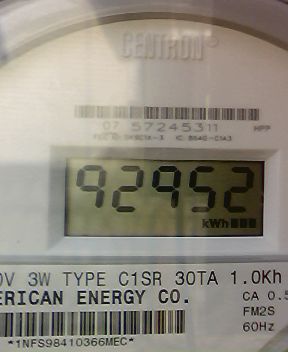 CENTRON
07 57245311 HPP
92952
kWh
0V 3W TYPE C1SR 30TA 1.0Kh
ERICAN ENERGY CO. CA 0.5
FM2S
60Hz
*1NFS98410366MEC*